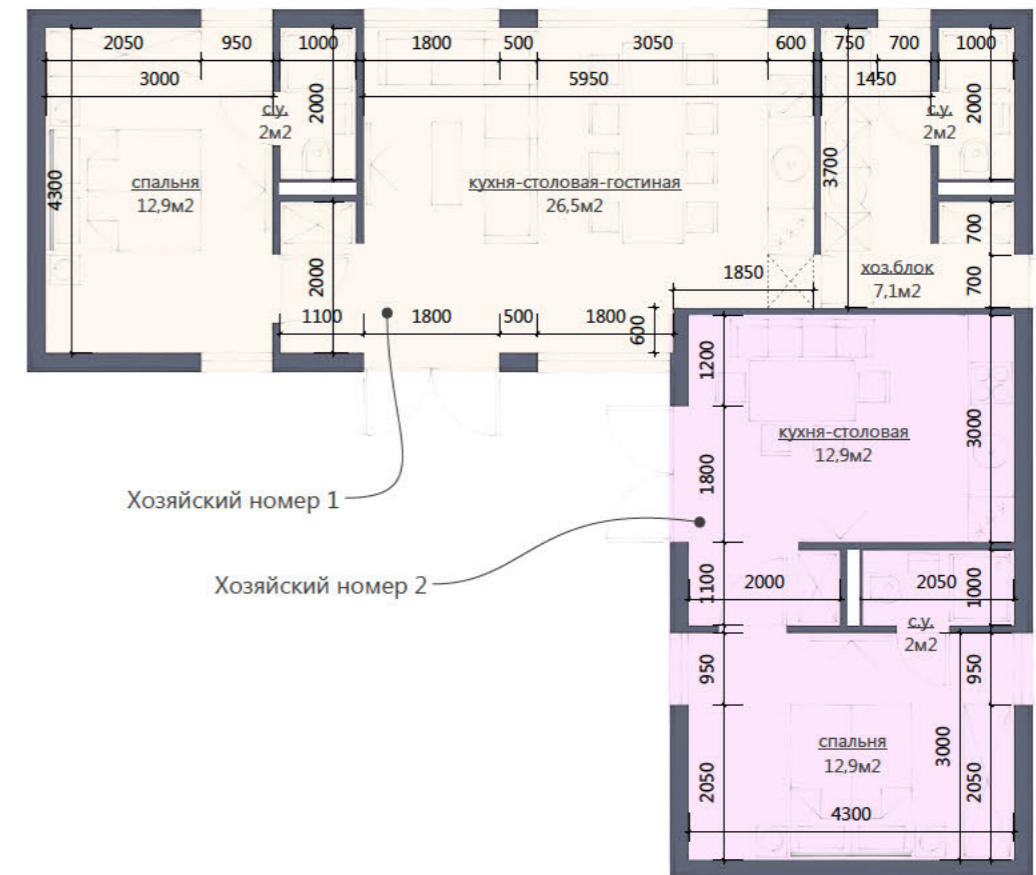 2050 950 1000 1800 500 3050 600 750 700 1000
3000 5950 1450
4300
2000
с.у.
2м2
спальня
12,9м2
кухня-столовая-гостиная
26,5м2
3700
2000
с.у.
2м2
700
хоз.блок
7,1м2
700
1850
2000
1100 1800 500 1800
600
1200
кухня-столовая
12,9м2
3000
1800
Хозяйский номер 1
Хозяйский номер 2
1100
2000
2050
1000
с.у.
2м2
950
950
спальня
12,9м2
3000
2050
2050
4300